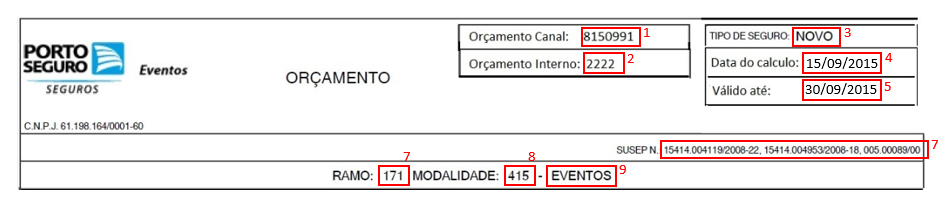 Orçamento Canal: 8150991 1
Orçamento Interno: 2222 2
TIPO DE SEGURO: NOVO 3
Data do calculo: 15/09/2015 4
Válido até: 30/09/2015 5
PORTO
SEGURO
SEGUROS
Eventos
ORÇAMENTO
C.N.P.J. 61.198.164/0001-60
SUSEP N. 15414.004119/2008-22, 15414.004953/2008-18, 005.00089/00 7
7 8
RAMO: 171 MODALIDADE: 415 - EVENTOS 9